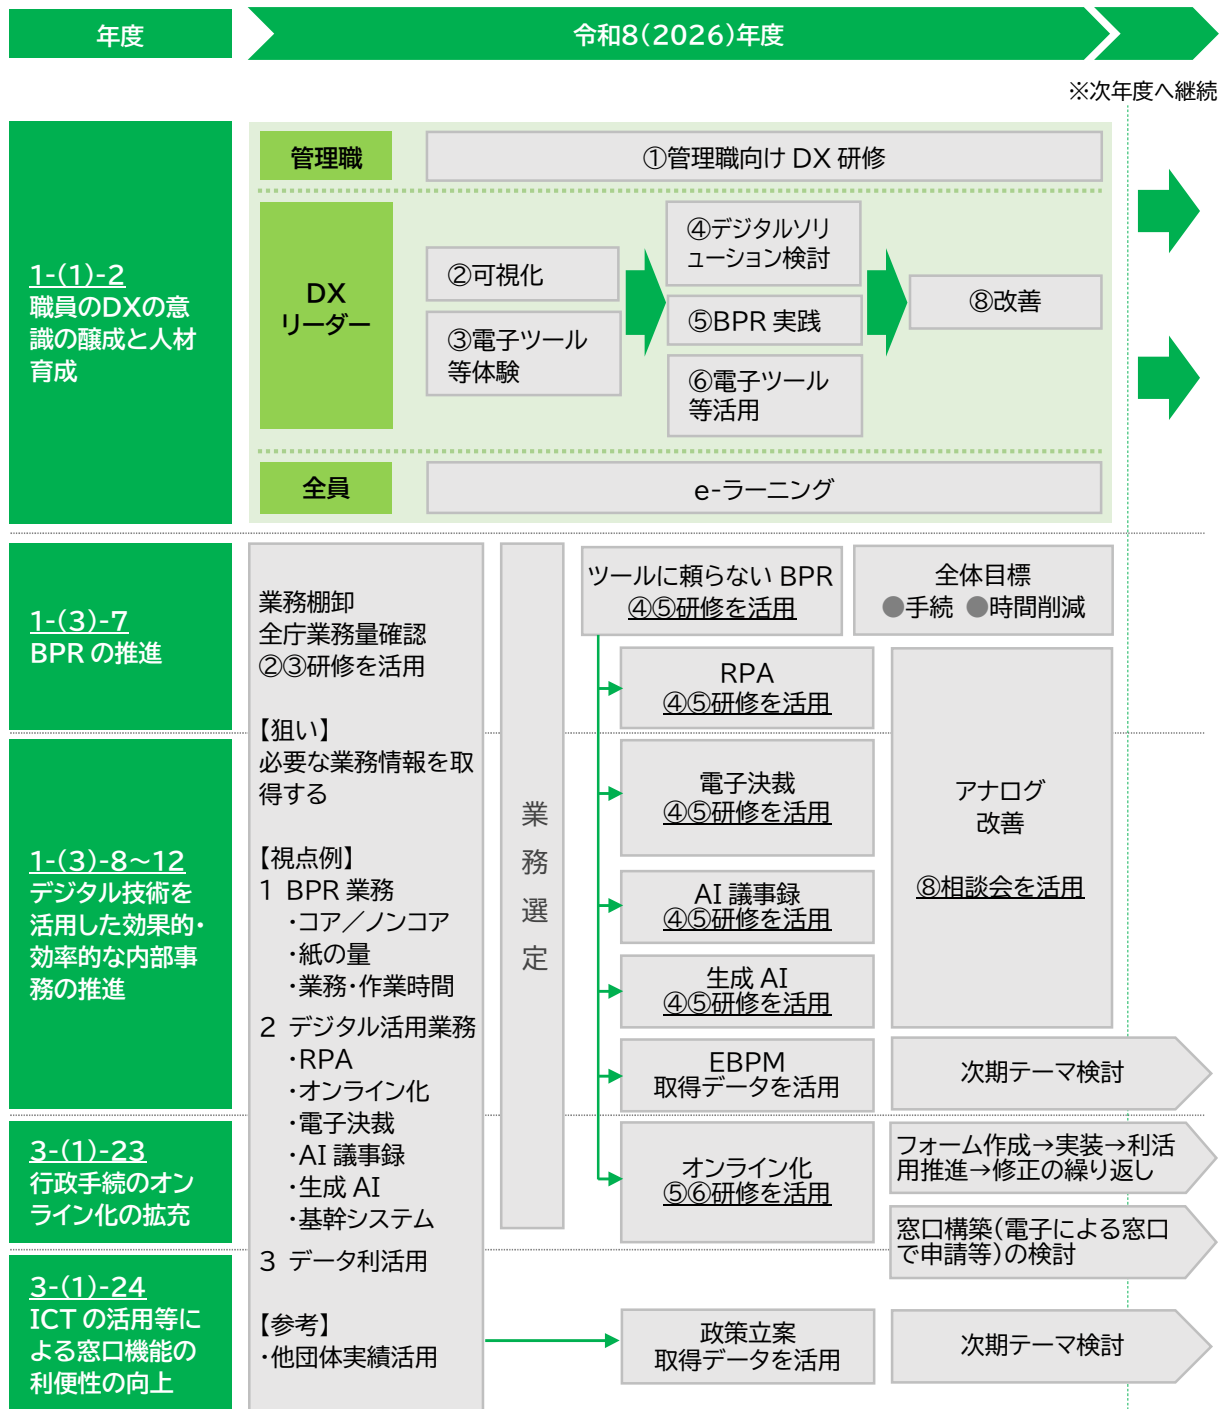 年度
令和8(2026)年度
※次年度へ継続
1-(1)-2
職員のDXの意
識の醸成と人材
育成
管理職
①管理職向け DX 研修
DX
リーダー
②可視化
③電子ツール
等体験
④デジタルソリ
ューション検討
⑤BPR 実践
⑥電子ツール
等活用
⑧改善
全員
e-ラーニング
1-(3)-7
BPR の推進
1-(3)-8~12
デジタル技術を
活用した効果的・
効率的な内部事
務の推進
3-(1)-23
行政手続のオン
ライン化の拡充
3-(1)-24
ICT の活用等に
よる窓口機能の
利便性の向上
業務棚卸
全庁業務量確認
②③研修を活用
【狙い】
必要な業務情報を取
得する
【視点例】
1 BPR 業務
・コア／ノンコア
・紙の量
・業務・作業時間
2 デジタル活用業務
・RPA
・オンライン化
・電子決裁
・AI 議事録
・生成 AI
・基幹システム
3 データ利活用
【参考】
・他団体実績活用
業
務
選
定
ツールに頼らない BPR
④⑤研修を活用
全体目標
●手続 ●時間削減
RPA
④⑤研修を活用
電子決裁
④⑤研修を活用
AI 議事録
④⑤研修を活用
生成 AI
④⑤研修を活用
EBPM
取得データを活用
オンライン化
⑤⑥研修を活用
政策立案
取得データを活用
アナログ
改善
⑧相談会を活用
次期テーマ検討
フォーム作成→実装→利活
用推進→修正の繰り返し
窓口構築(電子による窓口
で申請等)の検討
次期テーマ検討